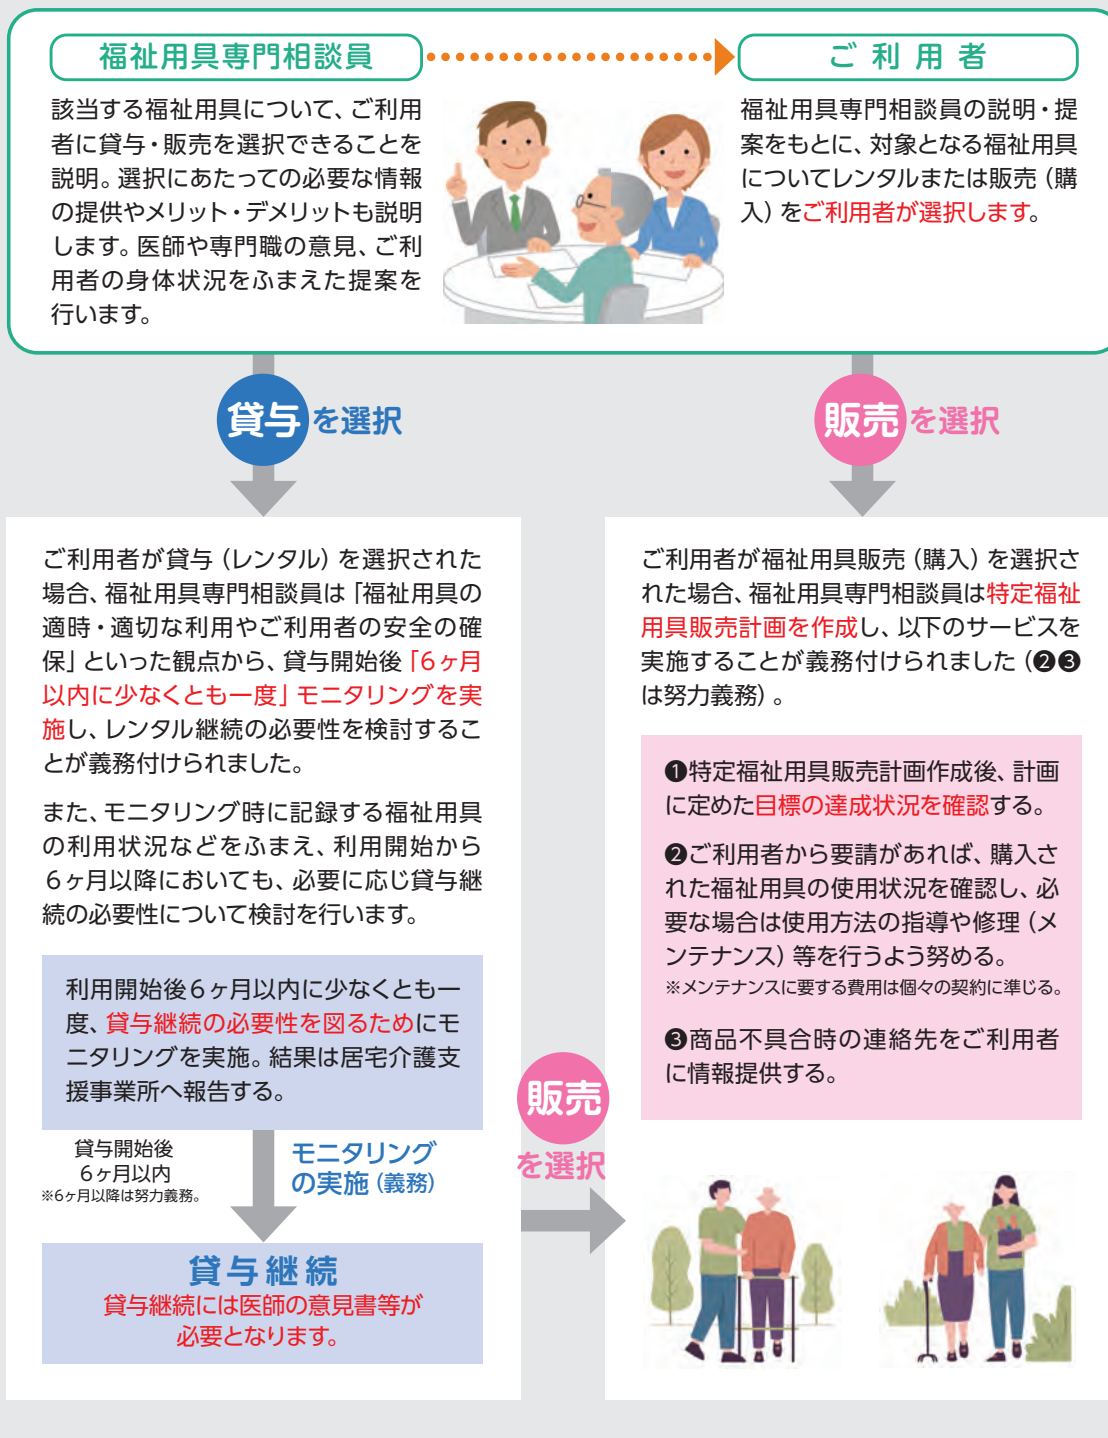 福祉用具専門相談員
該当する福祉用具について、ご利用
者に貸与・販売を選択できることを
説明。選択にあたっての必要な情報
の提供やメリット・デメリットも説明
します。医師や専門職の意見、ご利
用者の身体状況をふまえた提案を
行います。
ご利用者
福祉用具専門相談員の説明・提
案をもとに、対象となる福祉用具
についてレンタルまたは販売（購
入）をご利用者が選択します。
貸与を選択
ご利用者が貸与（レンタル）を選択された
場合、福祉用具専門相談員は「福祉用具の
適時・適切な利用やご利用者の安全の確
保」といった観点から、貸与開始後「6ヶ月
以内に少なくとも一度」モニタリングを実
施し、レンタル継続の必要性を検討するこ
とが義務付けられました。
また、モニタリング時に記録する福祉用具
の利用状況などをふまえ、利用開始から
6ヶ月以降においても、必要に応じ貸与継
続の必要性について検討を行います。
利用開始後6ヶ月以内に少なくとも一
度、貸与継続の必要性を図るためにモ
ニタリングを実施。結果は居宅介護支
援事業所へ報告する。
貸与開始後
6ヶ月以内
※6ヶ月以降は努力義務。
モニタリング
の実施（義務）
貸与継続
貸与継続には医師の意見書等が
必要となります。
販売
を選択
販売を選択
ご利用者が福祉用具販売（購入）を選択さ
れた場合、福祉用具専門相談員は特定福祉
用具販売計画を作成し、以下のサービスを
実施することが義務付けられました（❷❸
は努力義務）。
❶特定福祉用具販売計画作成後、計画
に定めた目標の達成状況を確認する。
❷ご利用者から要請があれば、購入さ
れた福祉用具の使用状況を確認し、必
要な場合は使用方法の指導や修理（メ
ンテナンス）等を行うよう努める。
※メンテナンスに要する費用は個々の契約に準じる。
❸商品不具合時の連絡先をご利用者
に情報提供する。